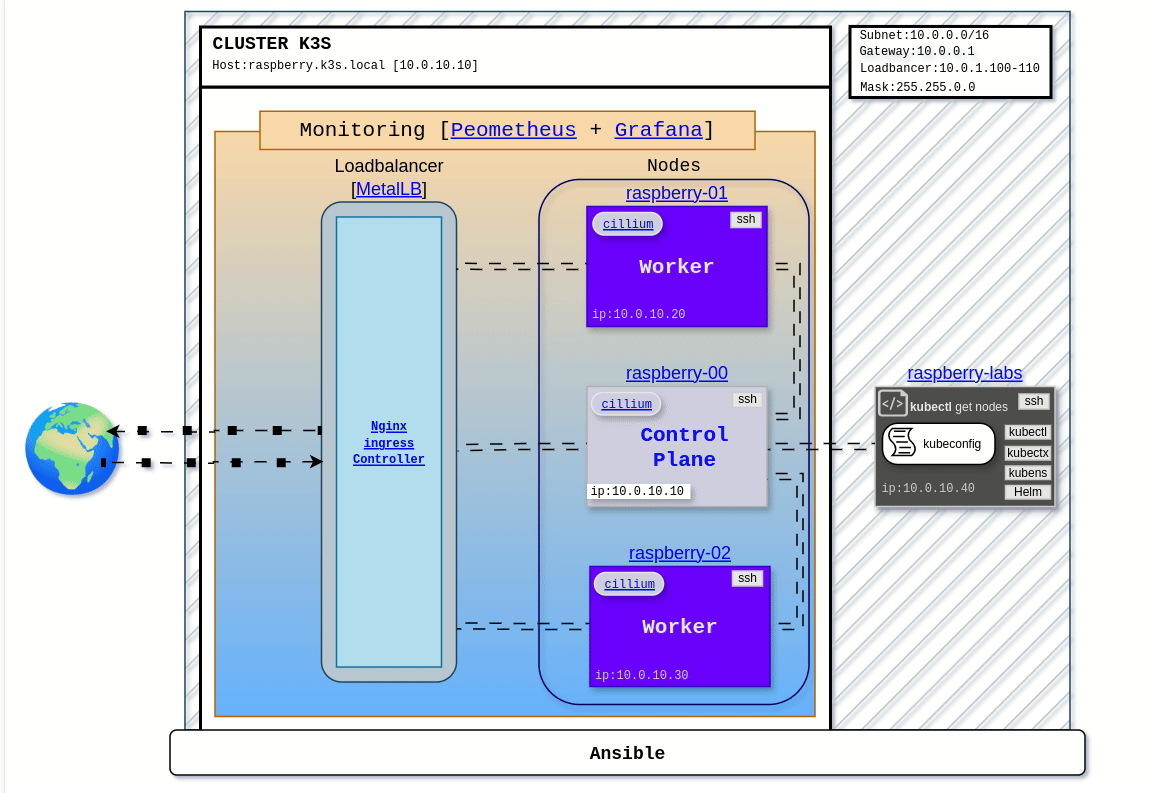 CLUSTER K3S
Host:raspberry.k3s.local [10.0.10.10]
Subnet:10.0.0.0/16
Gateway:10.0.0.1
Loadbancer:10.0.1.100-110
Mask:255.255.0.0
Monitoring [Peometheus + Grafana]
Loadbalancer
[MetalLB]
Nginx
ingress
Controller
Nodes
raspberry-01
cillium
ssh
Worker
ip:10.0.10.20
raspberry-00
cillium
ssh
Control
Plane
ip:10.0.10.10
raspberry-02
cillium
ssh
Worker
ip:10.0.10.30
raspberry-labs
</> kubectl get nodes
ssh
kubeconfig
kubectl
kubectx
kubens
Helm
ip:10.0.10.40
Ansible